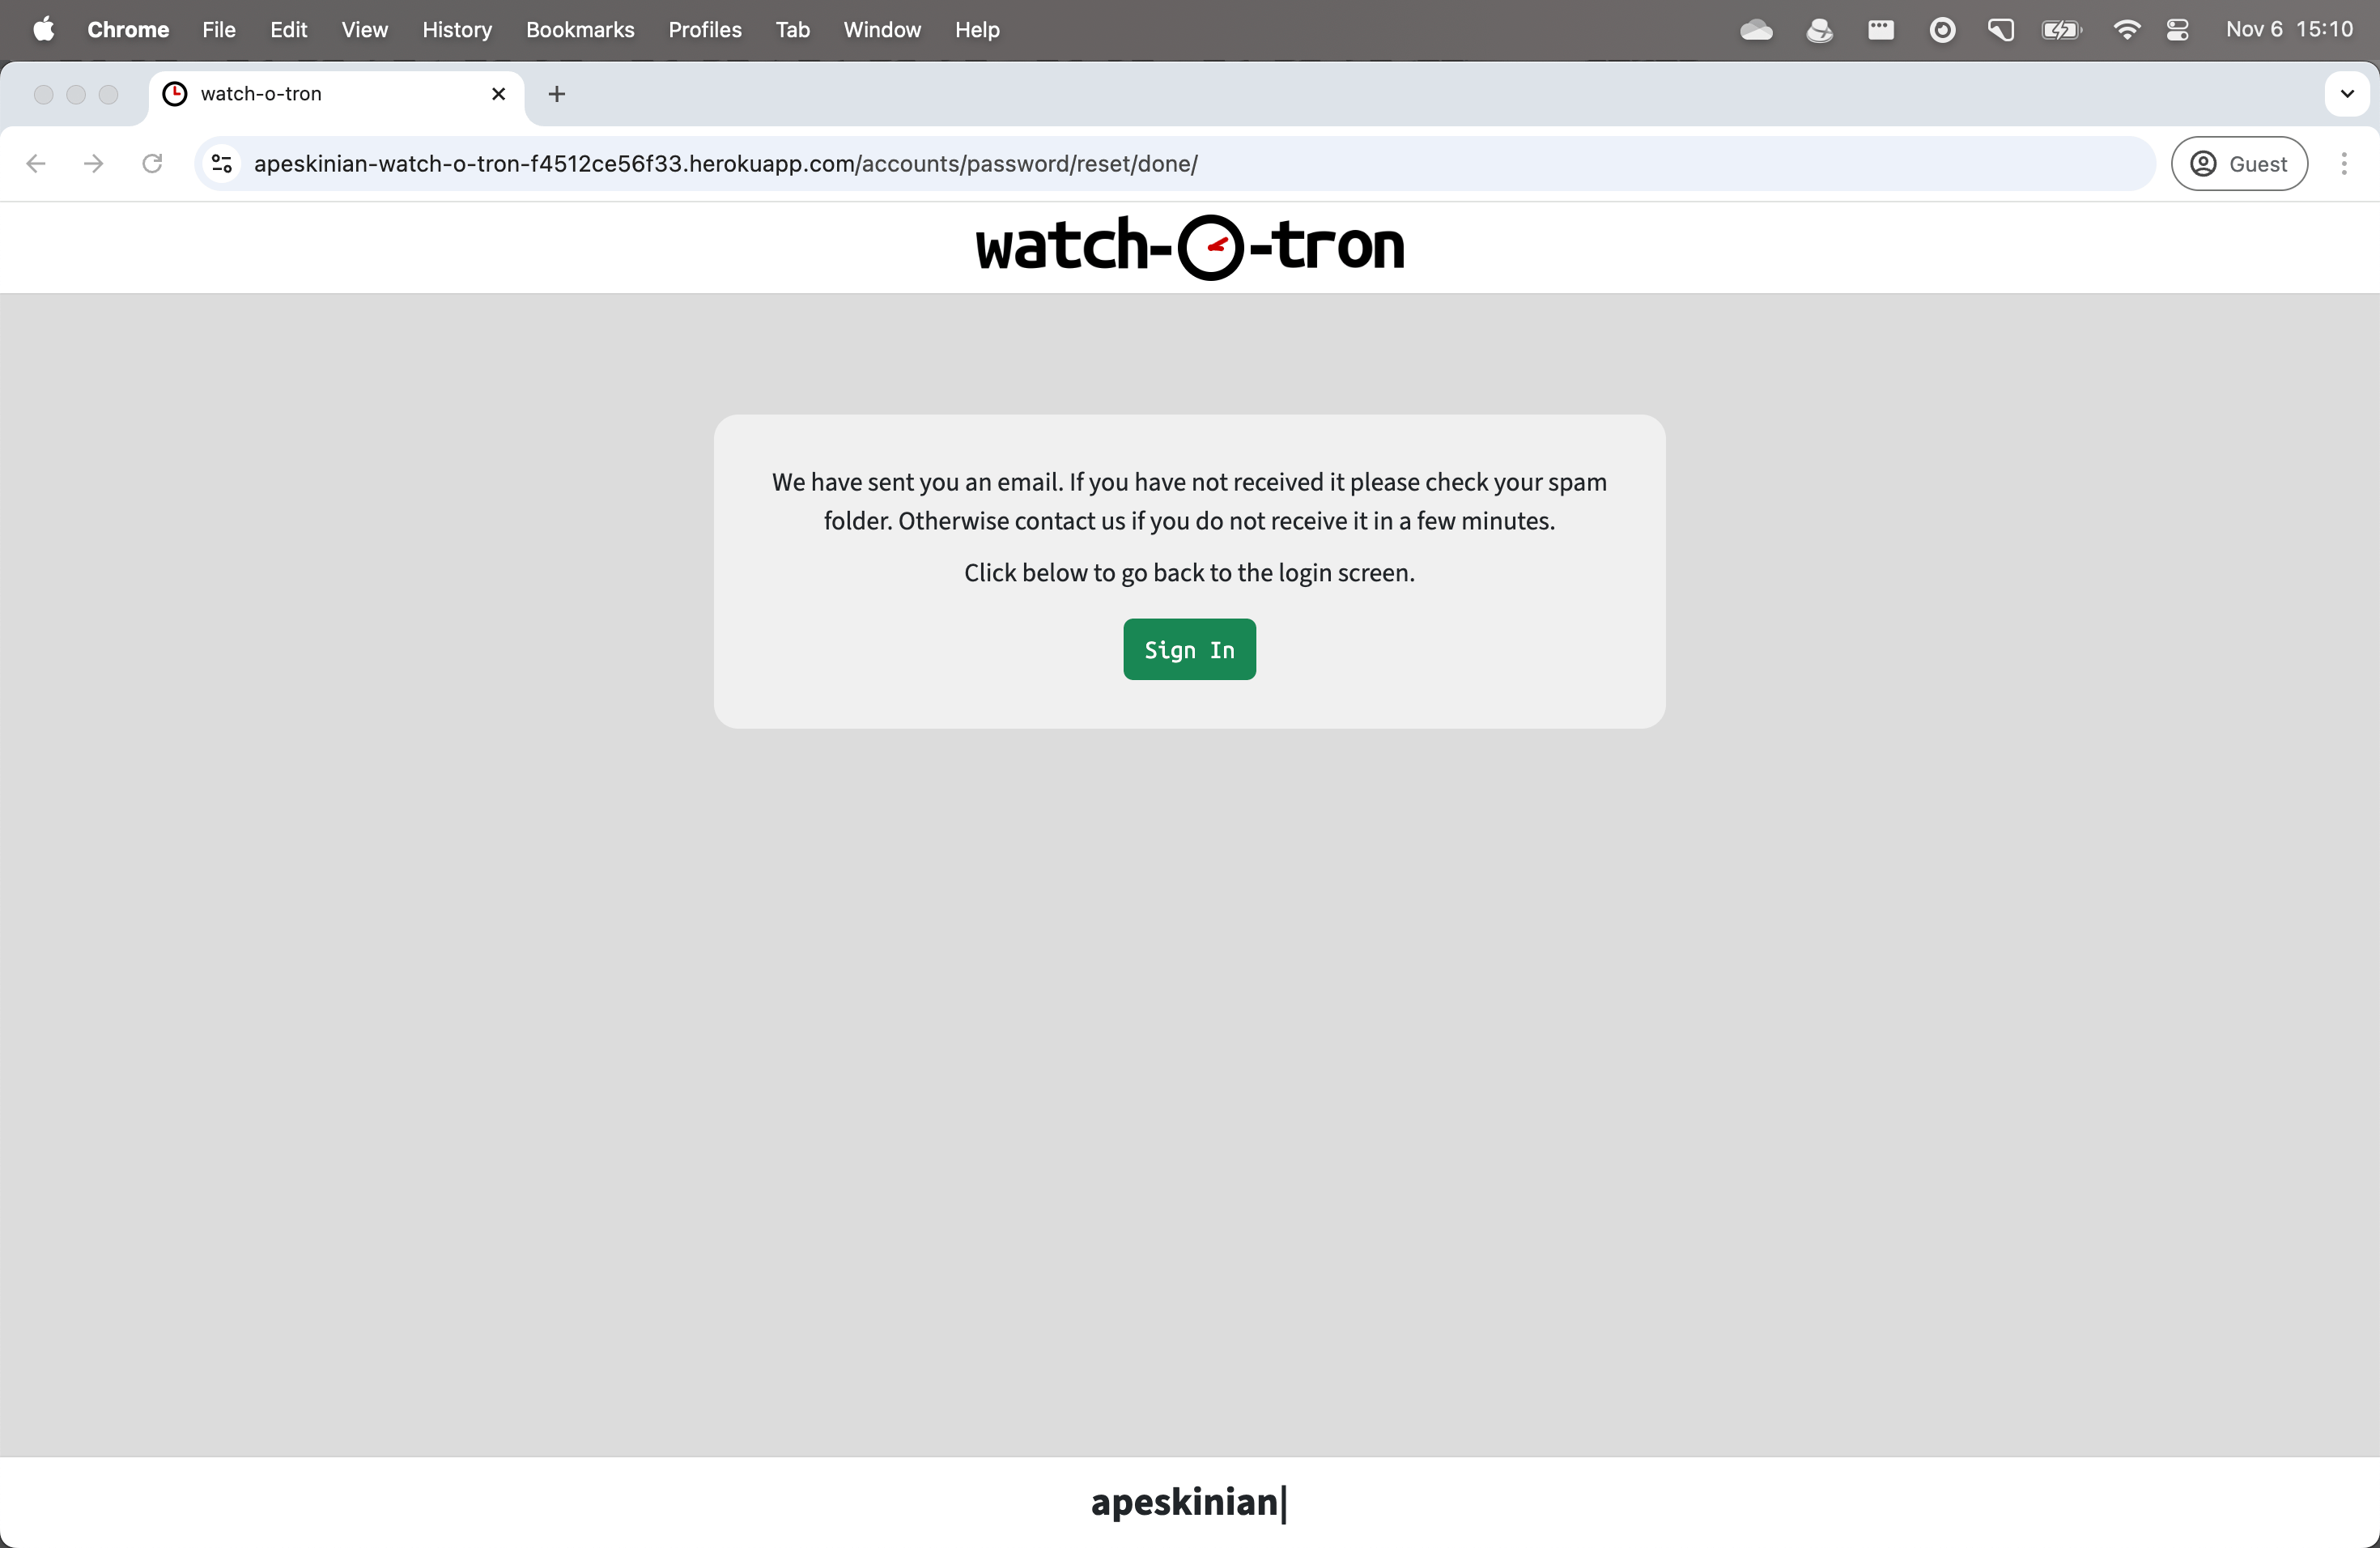 Chrome File Edit View History Bookmarks Profiles Tab Window Help Nov 6 15:10
watch-o-tron
apeskinian-watch-o-tron-f4512ce56f33.herokuapp.com/accounts/password/reset/done/ Guest
watch-o-tron
We have sent you an email. If you have not received it please check your spam
folder. Otherwise contact us if you do not receive it in a few minutes.
Click below to go back to the login screen.
Sign In
apeskinian|